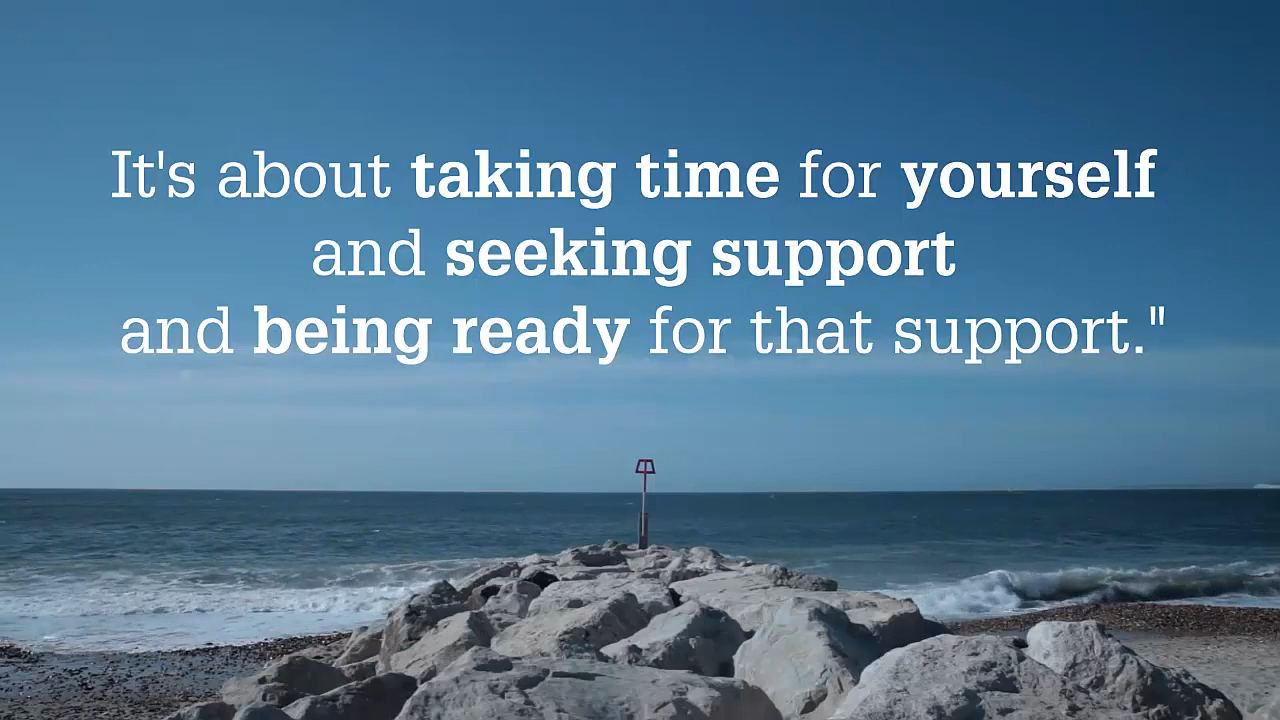 It's about taking time for yourself
and seeking support
and being ready for that support."